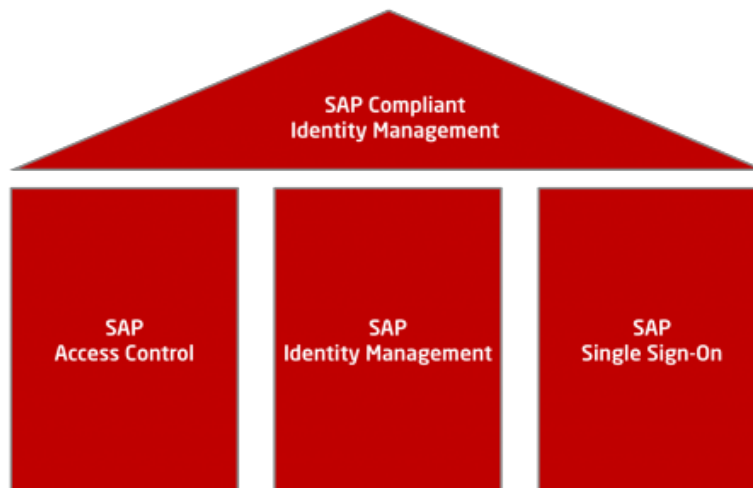 SAP Compliant
Identity Management
SAP
Access Control
SAP
Identity Management
SAP
Single Sign-On